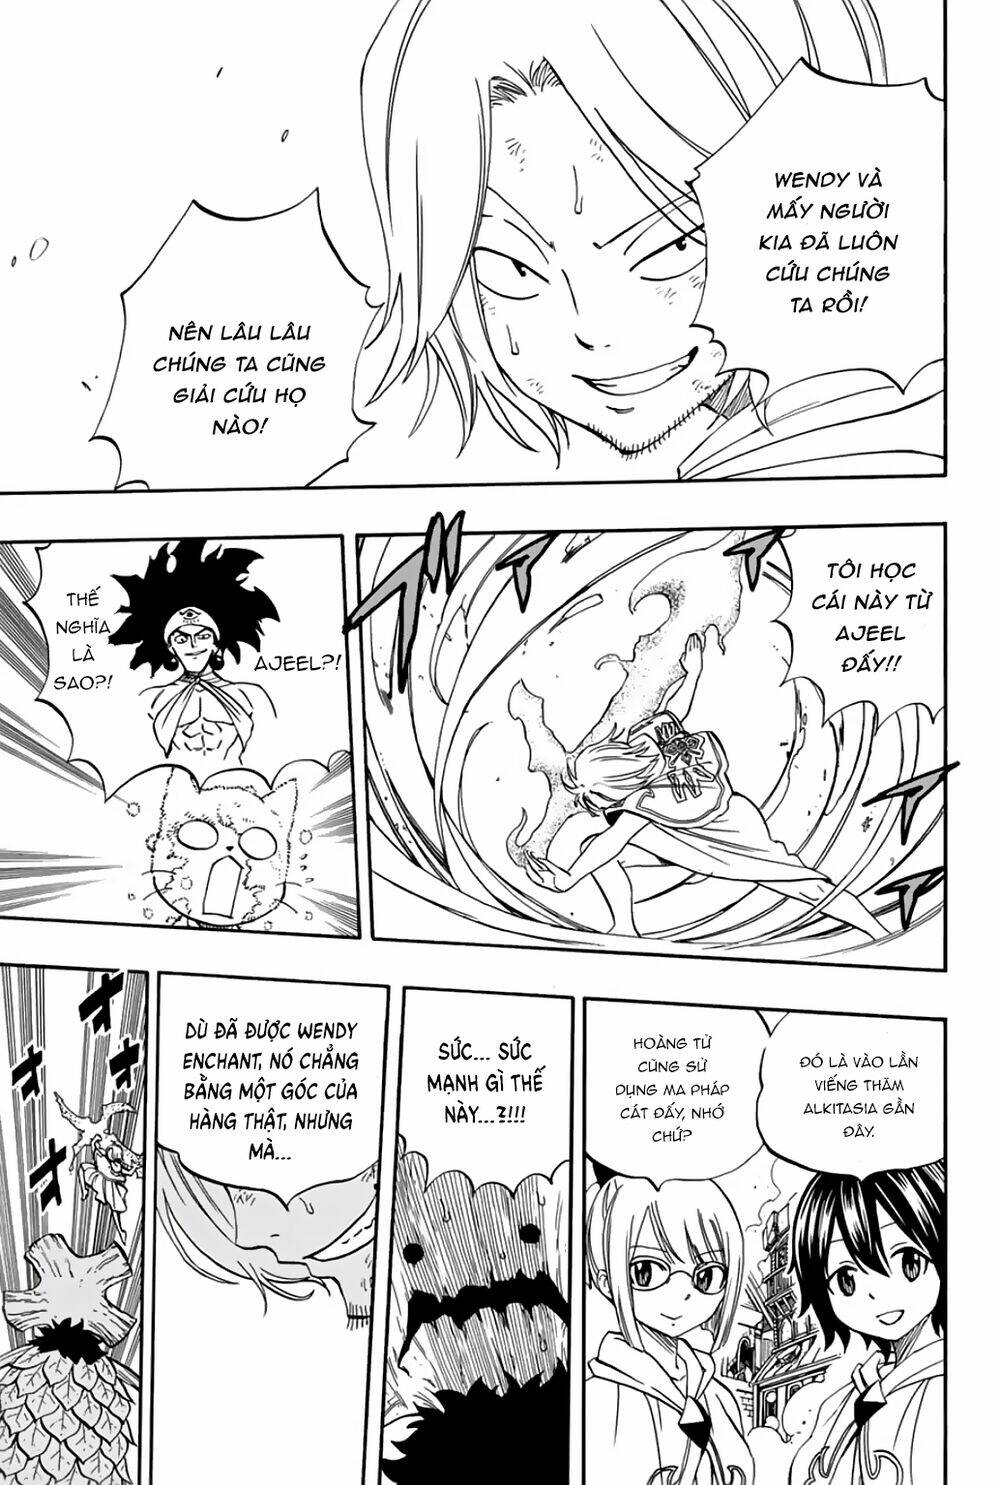 WENDY VÀ
MẤY NGƯỜI
KIA ĐÃ LUÔN
CỨU CHÚNG
TA RỒI!
NÊN LÂU LÂU
CHÚNG TA CŨNG
GIẢI CỨU HỌ
NÀO!
TÔI HỌC
CÁI NÀY TỪ
AJEEL
ĐẤY!!
AJEEL?!
THẾ
NGHĨA
LÀ
SAO?!
ĐÓ LÀ VÀO LẦN
VIẾNG THĂM
ALKITASIA GẦN
ĐÂY.
HOÀNG TỬ
CŨNG SỬ
DỤNG MA PHÁP
CÁT ĐẤY, NHỚ
CHỨ?
SỨC... SỨC
MẠNH GÌ THẾ
NÀY...?!!!
DÙ ĐÃ ĐƯỢC WENDY
ENCHANT, NÓ CHẲNG
BẰNG MỘT GÓC CỦA
HÀNG THẬT, NHƯNG
MÀ...